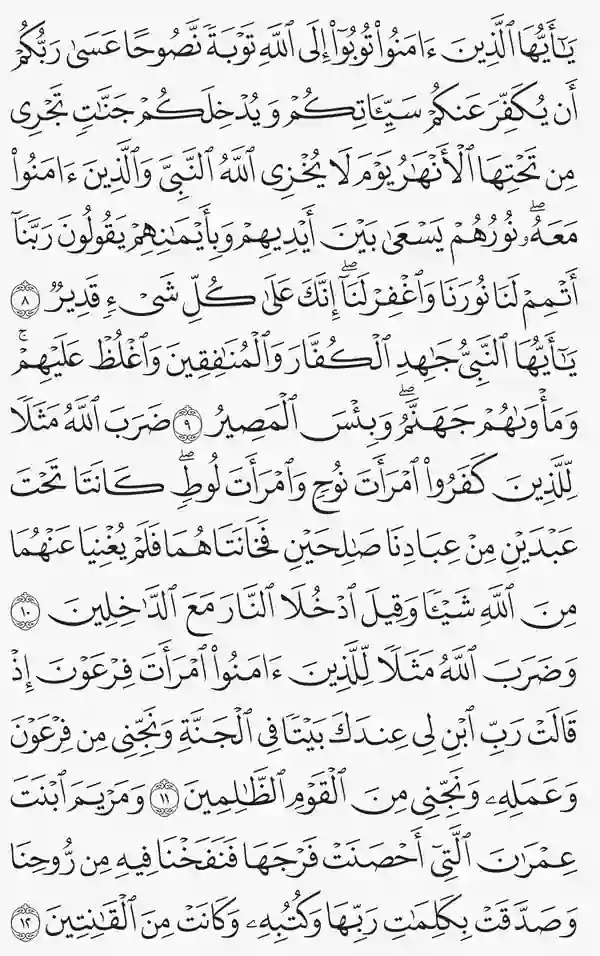 يَـٰٓأَيُّهَا ٱلَّذِينَ ءَامَنُوا۟ تُوبُوٓا۟ إِلَى ٱللَّهِ تَوْبَةً نَّصُوحًا عَسَىٰ رَبُّكُمْ
أَن يُكَفِّرَ عَنكُمْ سَيِّـَٔاتِكُمْ وَيُدْخِلَكُمْ جَنَّـٰتٍ تَجْرِى
مِن تَحْتِهَا ٱلْأَنْهَـٰرُ يَوْمَ لَا يُخْزِى ٱللَّهُ ٱلنَّبِىَّ وَٱلَّذِينَ ءَامَنُوا۟
مَعَهُۥ ۖ نُورُهُمْ يَسْعَىٰ بَيْنَ أَيْدِيهِمْ وَبِأَيْمَـٰنِهِمْ يَقُولُونَ رَبَّنَآ
أَتْمِمْ لَنَا نُورَنَا وَٱغْفِرْ لَنَآ ۖ إِنَّكَ عَلَىٰ كُلِّ شَىْءٍ قَدِيرٌ ٨
يَـٰٓأَيُّهَا ٱلنَّبِىُّ جَـٰهِدِ ٱلْكُفَّارَ وَٱلْمُنَـٰفِقِينَ وَٱغْلُظْ عَلَيْهِمْ ۚ
وَمَأْوَىٰهُمْ جَهَنَّمُ ۖ وَبِئْسَ ٱلْمَصِيرُ ٩ ضَرَبَ ٱللَّهُ مَثَلًا
لِّلَّذِينَ كَفَرُوا۟ ٱمْرَأَتَ نُوحٍ وَٱمْرَأَتَ لُوطٍ ۖ كَانَتَا تَحْتَ
عَبْدَيْنِ مِنْ عِبَادِنَا صَـٰلِحَيْنِ فَخَانَتَاهُمَا فَلَمْ يُغْنِيَا عَنْهُمَا
مِنَ ٱللَّهِ شَيْـًٔا وَقِيلَ ٱدْخُلَا ٱلنَّارَ مَعَ ٱلدَّٰخِلِينَ ١٠
وَضَرَبَ ٱللَّهُ مَثَلًا لِّلَّذِينَ ءَامَنُوا۟ ٱمْرَأَتَ فِرْعَوْنَ إِذْ
قَالَتْ رَبِّ ٱبْنِ لِى عِندَكَ بَيْتًا فِى ٱلْجَنَّةِ وَنَجِّنِى مِن فِرْعَوْنَ
وَعَمَلِهِۦ وَنَجِّنِى مِنَ ٱلْقَوْمِ ٱلظَّـٰلِمِينَ ١١ وَمَرْيَمَ ٱبْنَتَ
عِمْرَٰنَ ٱلَّتِىٓ أَحْصَنَتْ فَرْجَهَا فَنَفَخْنَا فِيهِ مِن رُّوحِنَا
وَصَدَّقَتْ بِكَلِمَـٰتِ رَبِّهَا وَكُتُبِهِۦ وَكَانَتْ مِنَ ٱلْقَـٰنِتِينَ ١٢